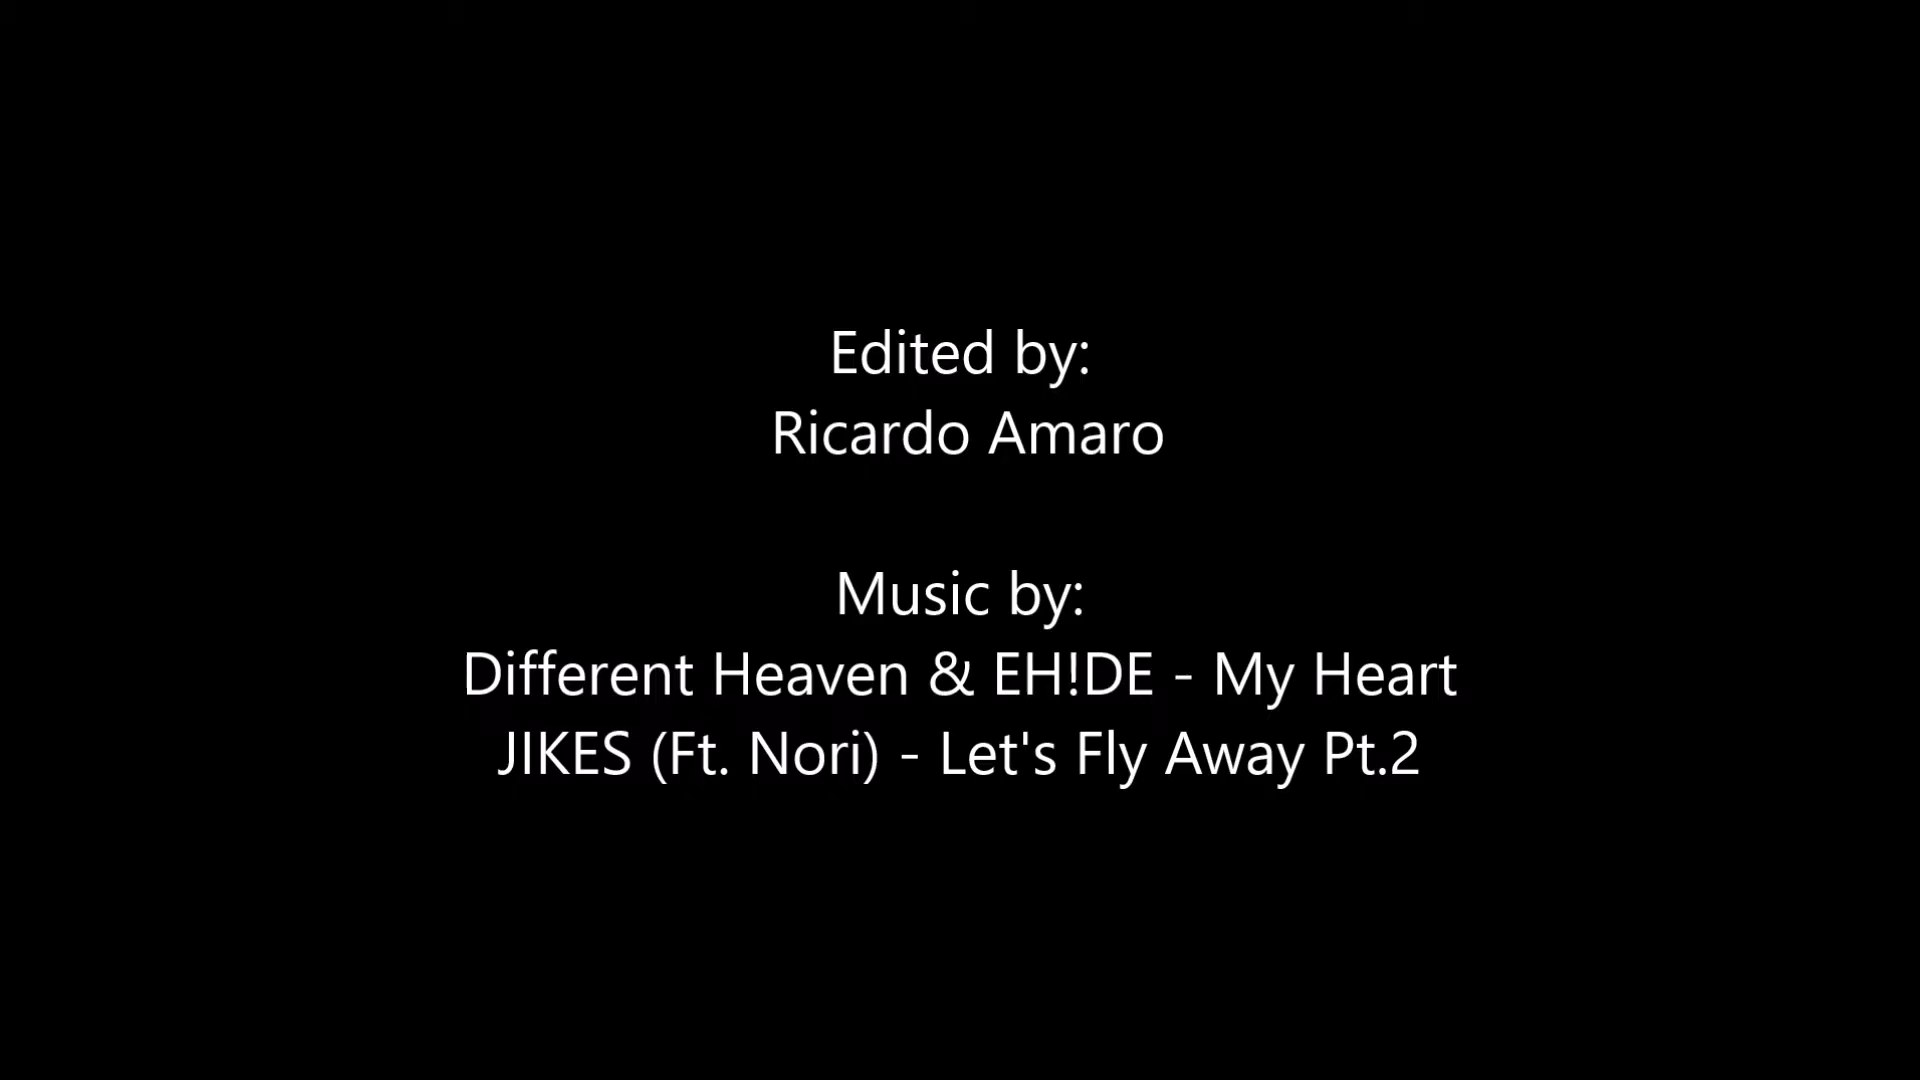 Edited by:
Ricardo Amaro
Music by:
Different Heaven & EH!DE - My Heart
JIKES (Ft. Nori) - Let's Fly Away Pt.2